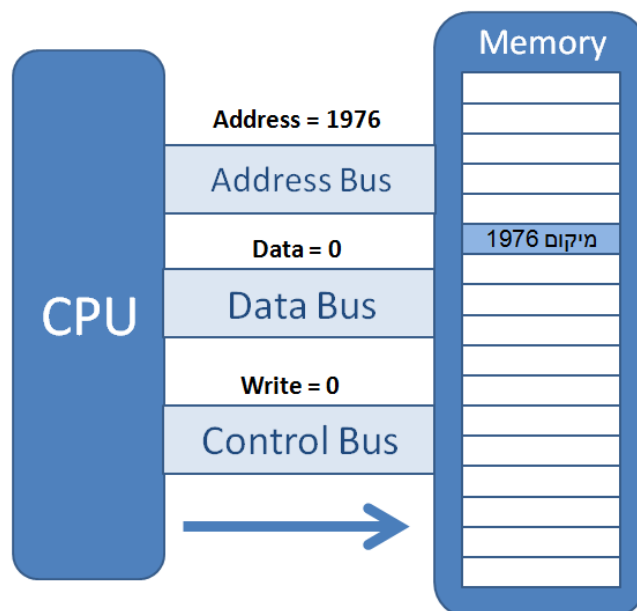 Memory
Address = 1976
Address Bus
מיקום 1976
Data = 0
Data Bus
CPU
Write = 0
Control Bus